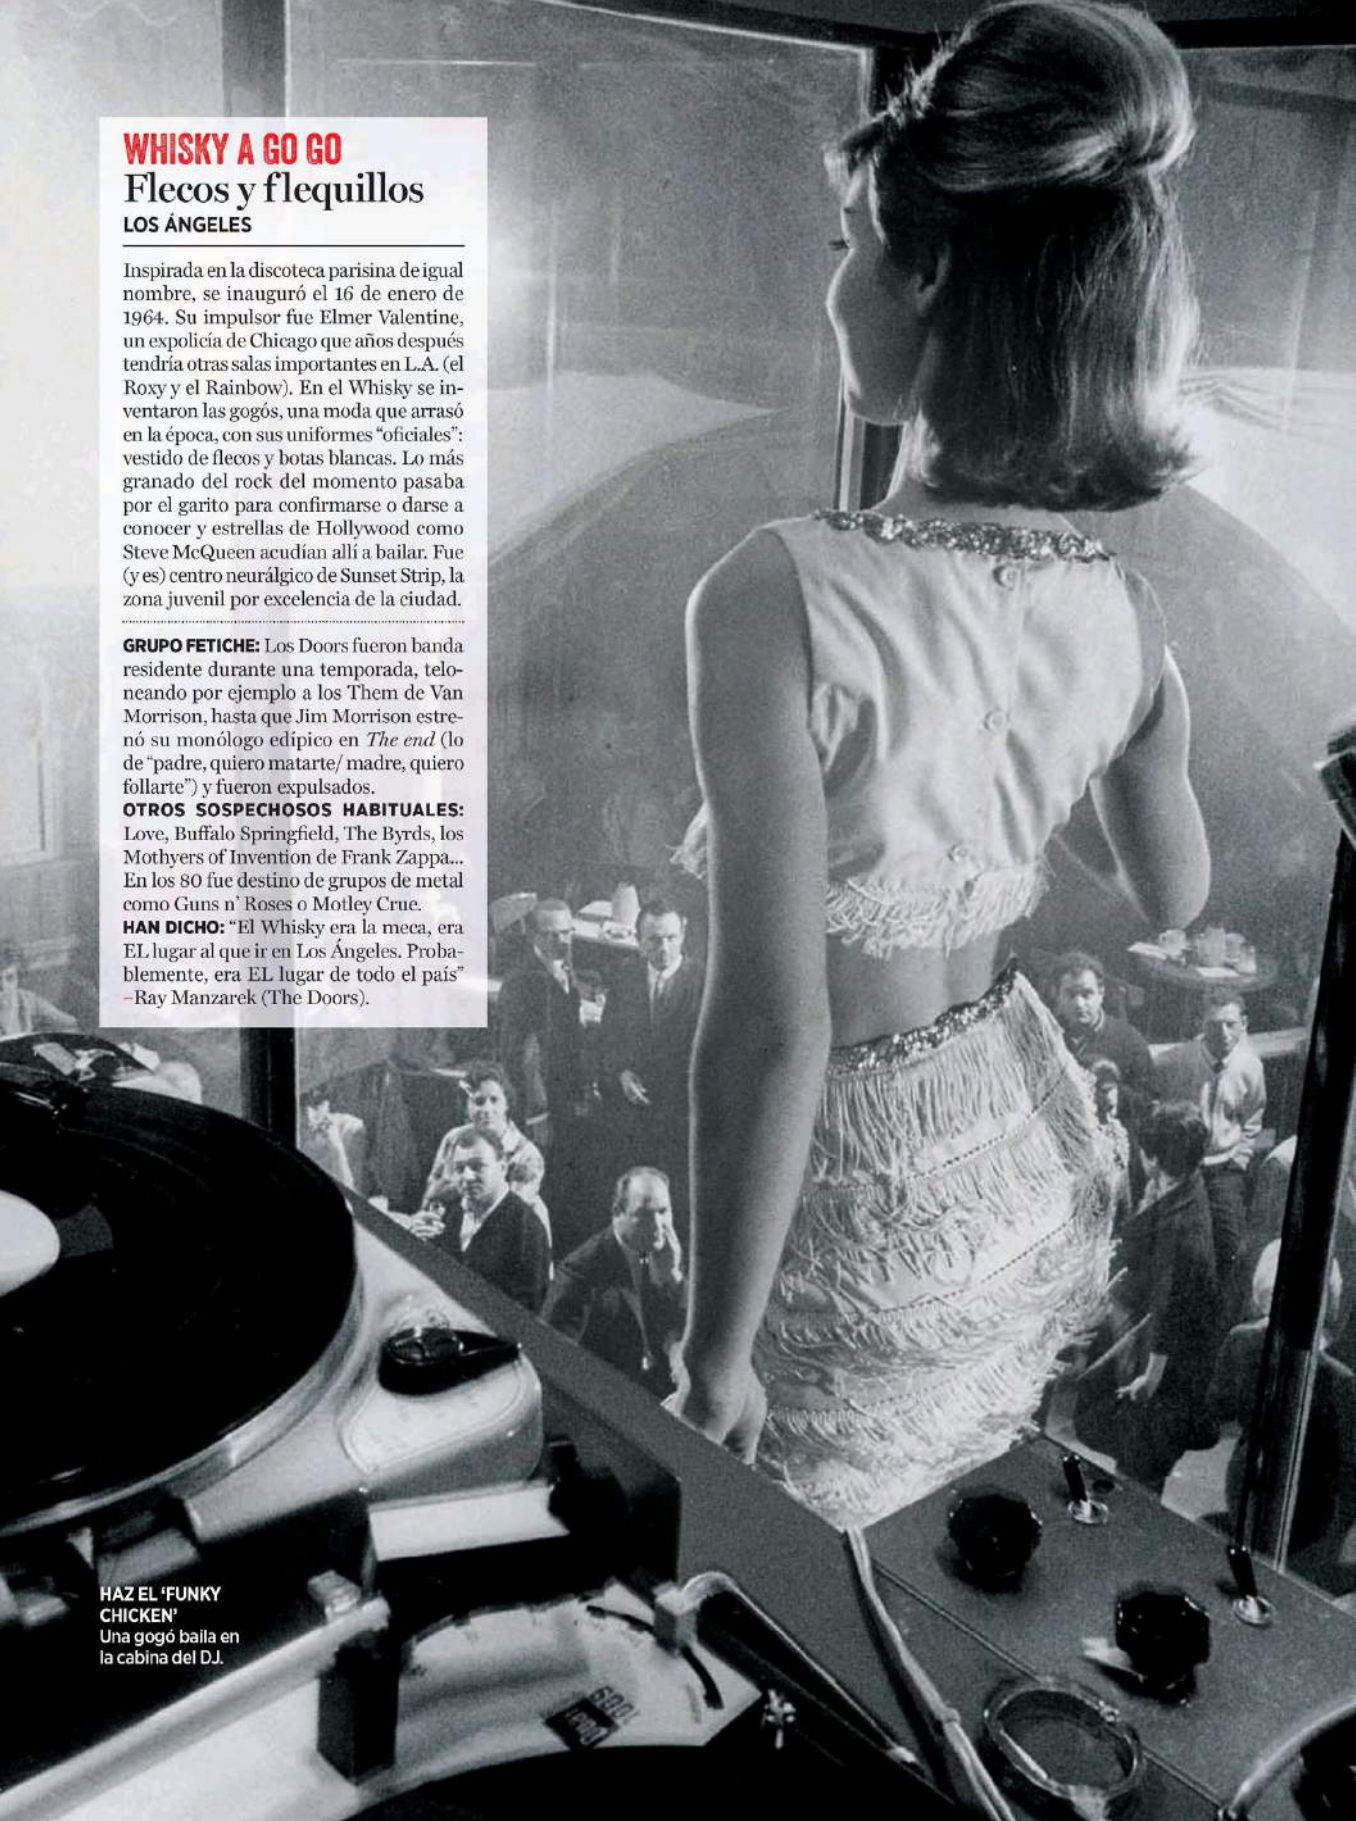 WHISKY A GO GO
Flecos y flequillos
LOS ÁNGELES
Inspirada en la discoteca parisina de igual
nombre, se inauguró el 16 de enero de
1964. Su impulsor fue Elmer Valentine,
un expolicía de Chicago que años después
tendría otras salas importantes en L.A. (el
Roxy y el Rainbow). En el Whisky se in-
ventaron las gogós, una moda que arrasó
en la época, con sus uniformes “oficiales”:
vestido de flecos y botas blancas. Lo más
granado del rock del momento pasaba
por el garito para confirmarse o darse a
conocer y estrellas de Hollywood como
Steve McQueen acudían allí a bailar. Fue
(y es) centro neurálgico de Sunset Strip, la
zona juvenil por excelencia de la ciudad.
GRUPO FETICHE: Los Doors fueron banda
residente durante una temporada, telo-
neando por ejemplo a los Them de Van
Morrison, hasta que Jim Morrison estre-
nó su monólogo edípico en The end (lo
de “padre, quiero matarte/ madre, quiero
follarte”) y fueron expulsados.
OTROS SOSPECHOSOS HABITUALES:
Love, Buffalo Springfield, The Byrds, los
Mothyers of Invention de Frank Zappa...
En los 80 fue destino de grupos de metal
como Guns n’ Roses o Motley Crue.
HAN DICHO: “El Whisky era la meca, era
EL lugar al que ir en Los Ángeles. Proba-
blemente, era EL lugar de todo el país”
–Ray Manzarek (The Doors).
HAZ EL ‘FUNKY
CHICKEN’
Una gogó baila en
la cabina del DJ.